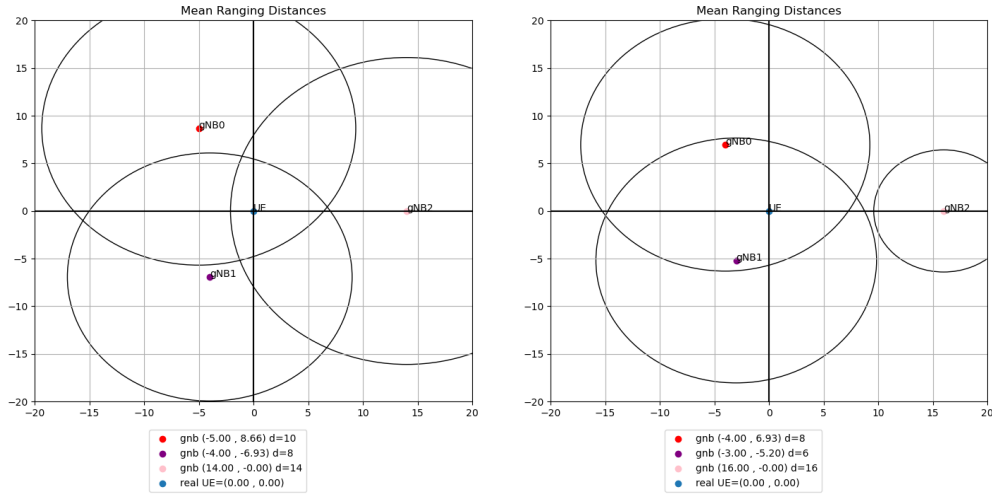 Mean Ranging Distances
20
15
10
5
0
−5
−10
−15
−20
−20
−15
−10
−5
0
5
10
15
20
gNB0
UE
gNB2
gNB1
gnb (-5.00 , 8.66) d=10
gnb (-4.00 , -6.93) d=8
gnb (14.00 , -0.00) d=14
real UE=(0.00 , 0.00)
Mean Ranging Distances
20
15
10
5
0
−5
−10
−15
−20
−20
−15
−10
−5
0
5
10
15
20
gNB0
UE
gNB2
gNB1
gnb (-4.00 , 6.93) d=8
gnb (-3.00 , -5.20) d=6
gnb (16.00 , -0.00) d=16
real UE=(0.00 , 0.00)